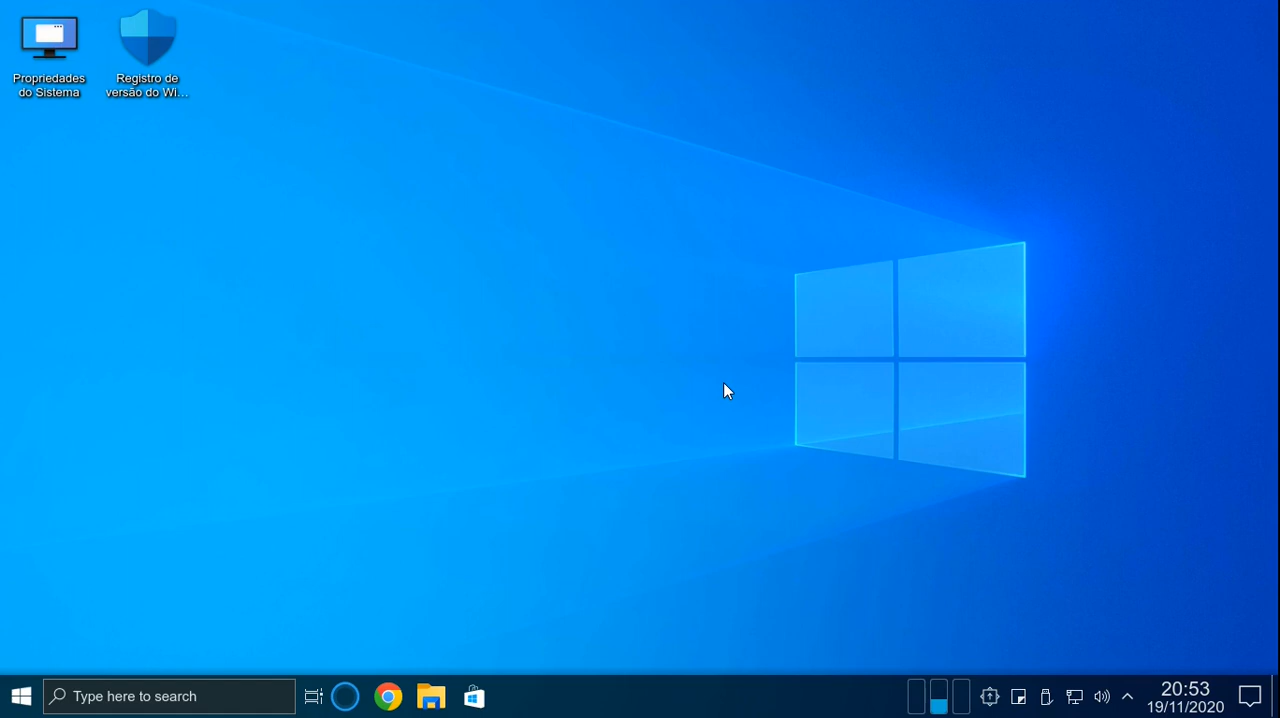 Propriedades
do Sistema
Registro de
versão do Wi...
Type here to search
20:53
19/11/2020